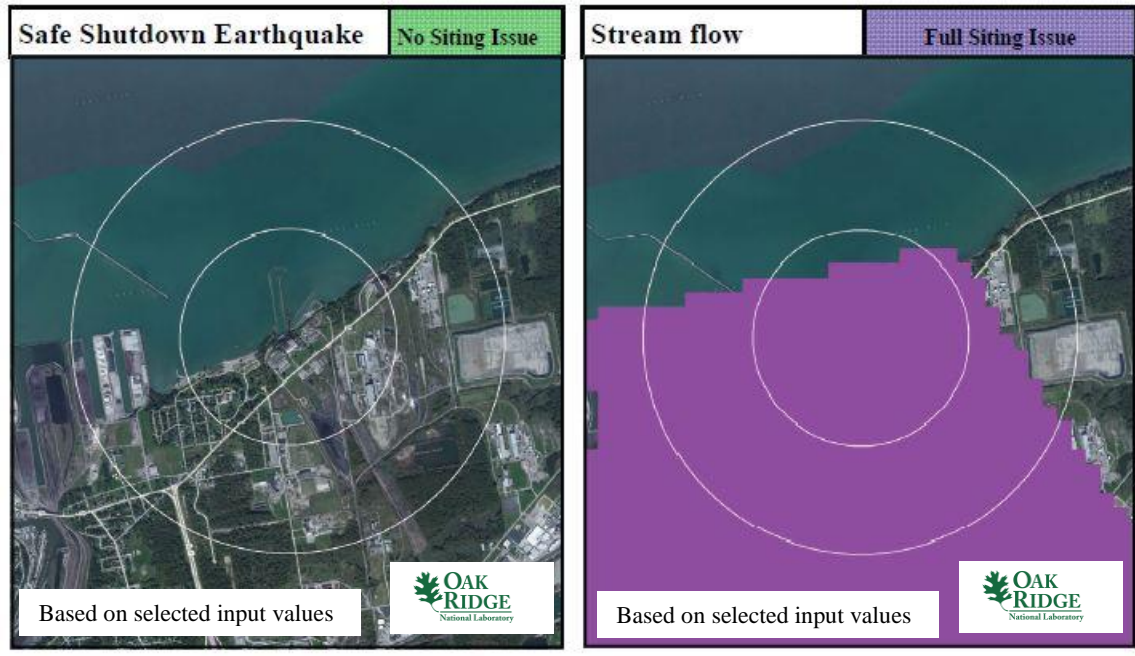 Safe Shutdown Earthquake
No Siting Issue
Stream flow
Full Siting Issue
Based on selected input values
OAK
RIDGE
National Laboratory
Based on selected input values
OAK
RIDGE
National Laboratory